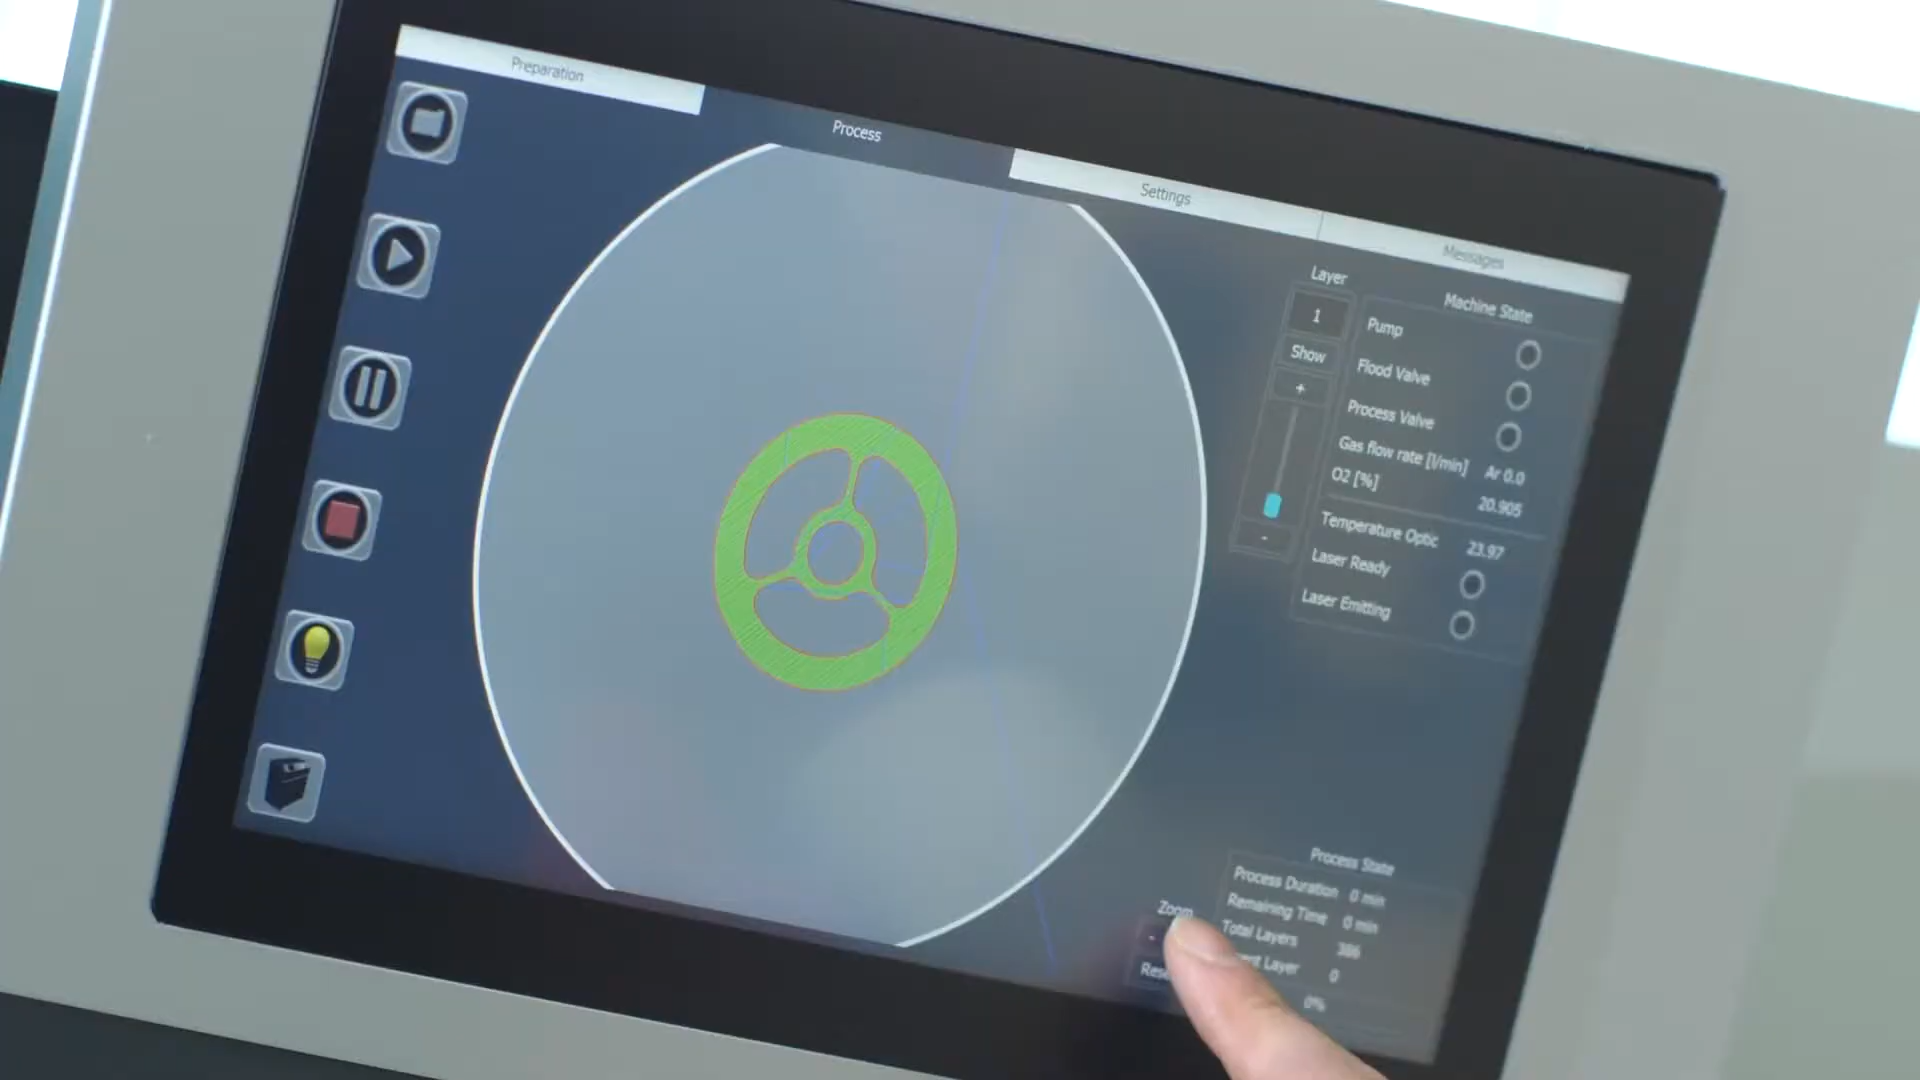 Preparation
Process
Settings
Messages
Layer
1
Show
+
-
Machine State
Pump
Flood Valve
Process Valve
Gas flow rate [l/min] Ar 0.0
O2 [%] 20.905
Temperature Optic 23.97
Laser Ready
Laser Emitting
Zoom
-
Process State
Process Duration 0 min
Remaining Time 0 min
Total Layers 386
Layer 0
0%